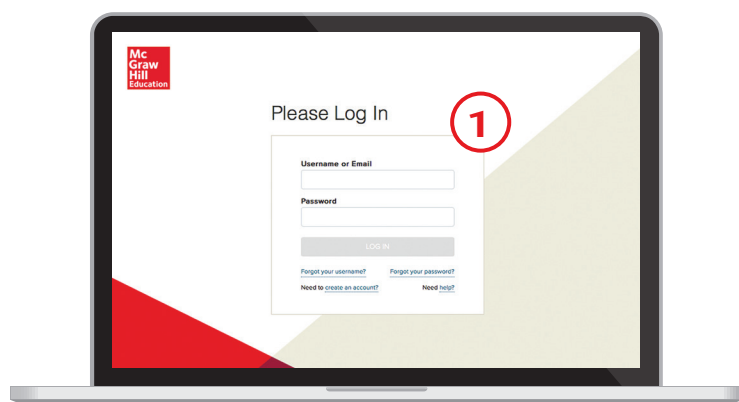 Mc
Graw
Hill
Education
Please Log In
1
Username or Email
Password
LOG IN
Forgot your username? Forgot your password?
Need to create an account? Need help?